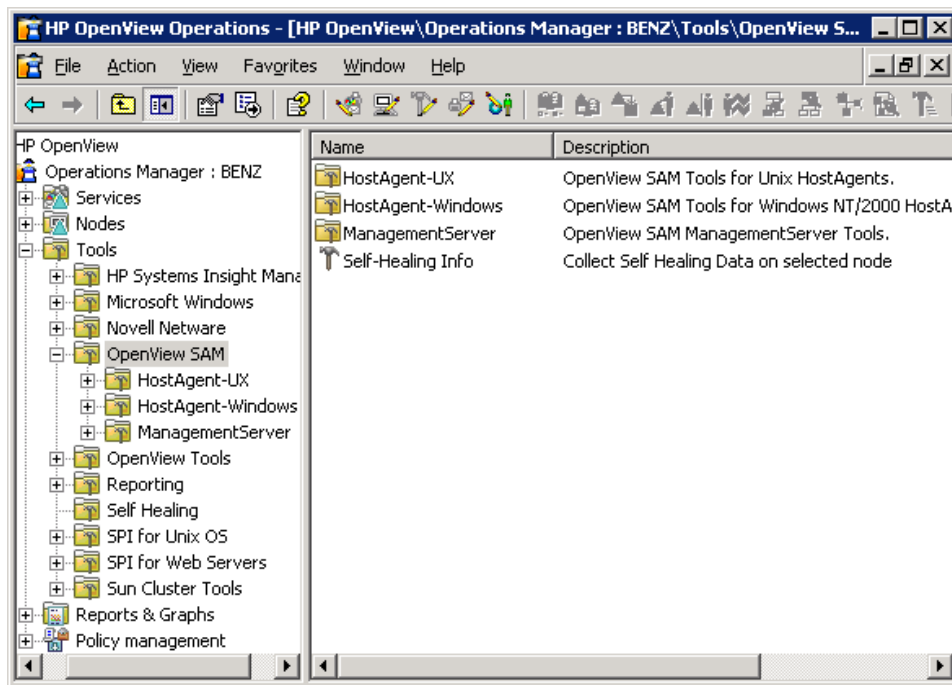 HP OpenView Operations - [HP OpenView\Operations Manager : BENZ\Tools\OpenView S...
File Action View Favorites Window Help
HP OpenView
Operations Manager : BENZ
Services
Nodes
Tools
HP Systems Insight Mana
Microsoft Windows
Novell Netware
OpenView SAM
HostAgent-UX
HostAgent-Windows
ManagementServer
OpenView Tools
Reporting
Self Healing
SPI for Unix OS
SPI for Web Servers
Sun Cluster Tools
Reports & Graphs
Policy management
Name Description
HostAgent-UX OpenView SAM Tools for Unix HostAgents.
HostAgent-Windows OpenView SAM Tools for Windows NT/2000 HostA
ManagementServer OpenView SAM ManagementServer Tools.
Self-Healing Info Collect Self Healing Data on selected node